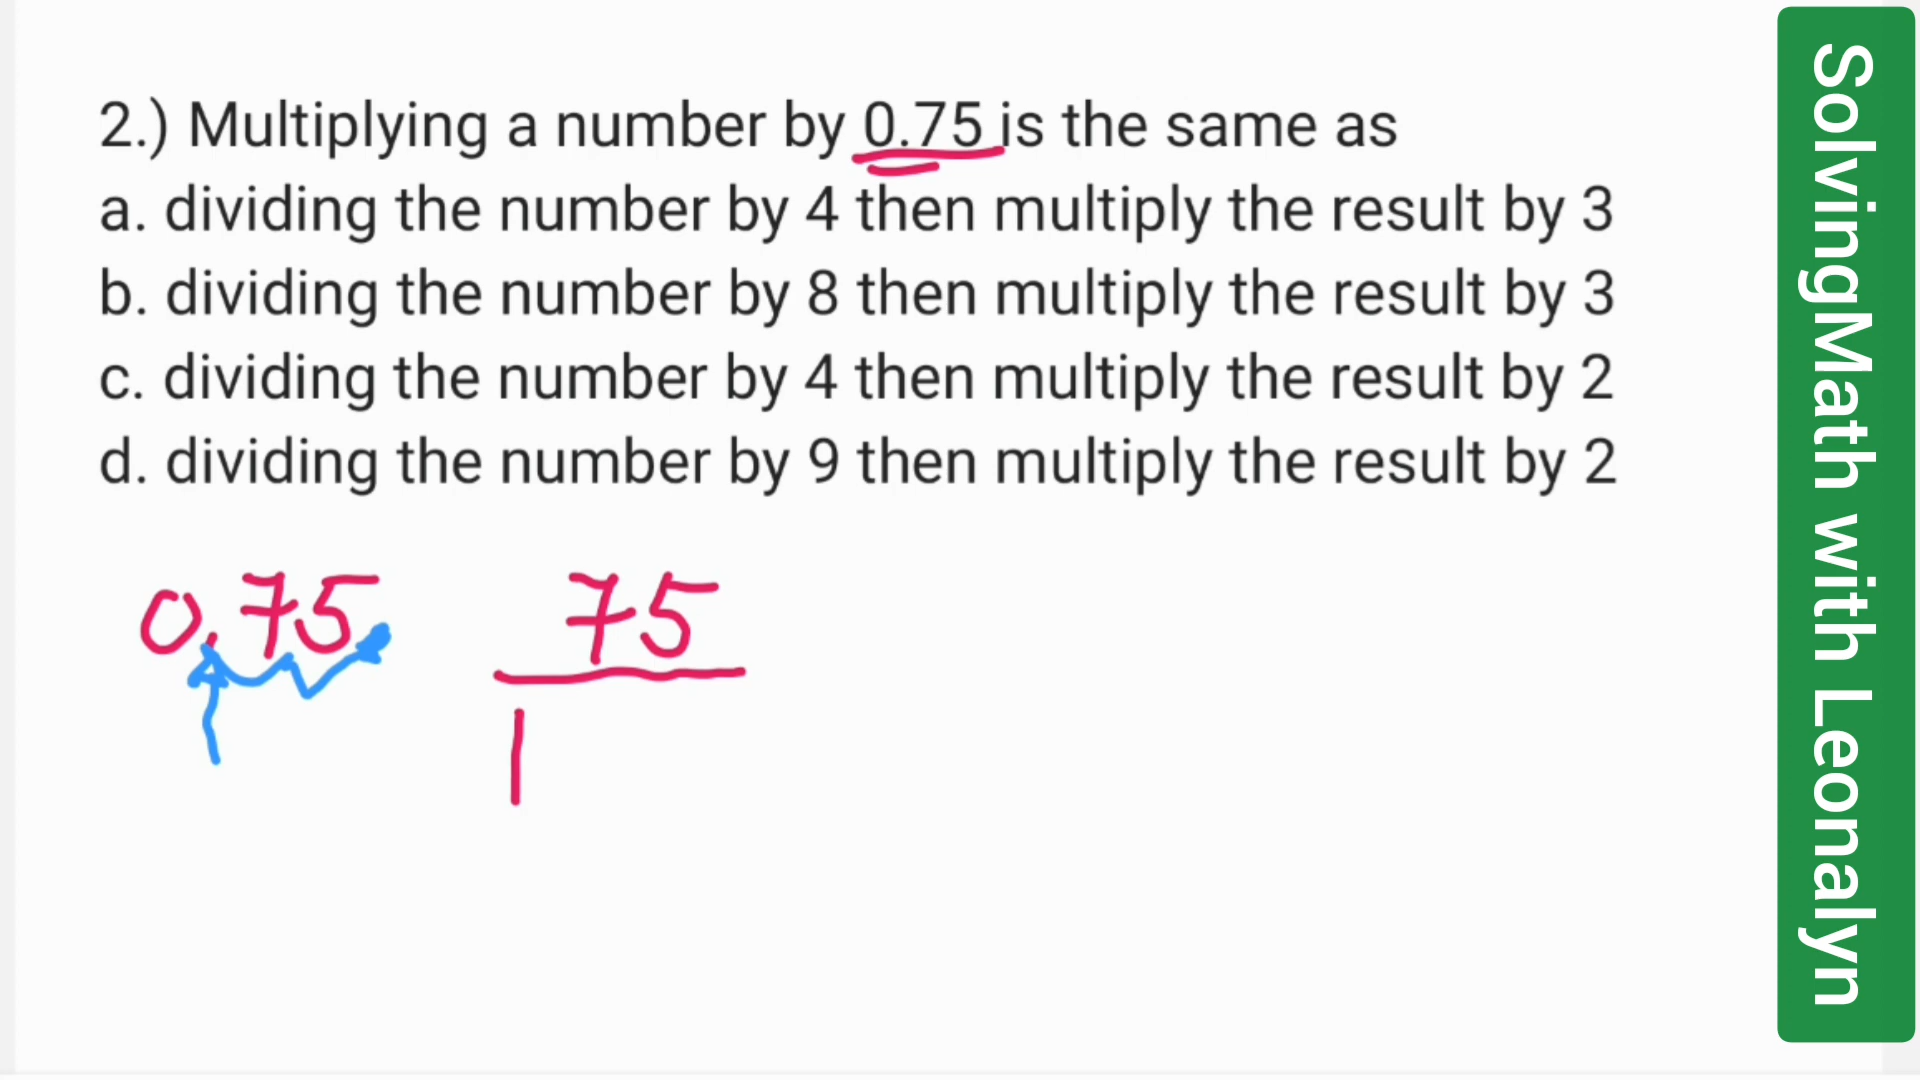 2.) Multiplying a number by 0.75 is the same as
a. dividing the number by 4 then multiply the result by 3
b. dividing the number by 8 then multiply the result by 3
c. dividing the number by 4 then multiply the result by 2
d. dividing the number by 9 then multiply the result by 2
0.75
75
1
SolvingMath with Leonalyn